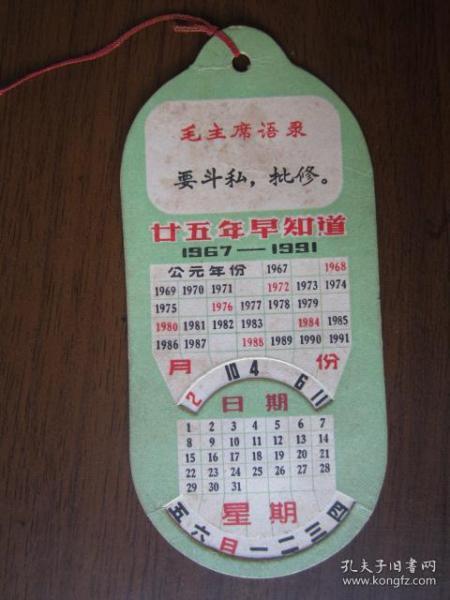 毛主席语录
要斗私，批修。
廿五年早知道
1967—1991
公元年份 1967 1968
1969 1970 1971 1972 1973 1974
1975 1976 1977 1978 1979
1980 1981 1982 1983 1984 1985
1986 1987 1988 1989 1990 1991
月 份
2 10 4 6 11
日期
1 2 3 4 5 6 7
8 9 10 11 12 13 14
15 16 17 18 19 20 21
22 23 24 25 26 27 28
29 30 31
星期
五 六 日 一 二 三 四
孔夫子旧书网
www.kongfz.com